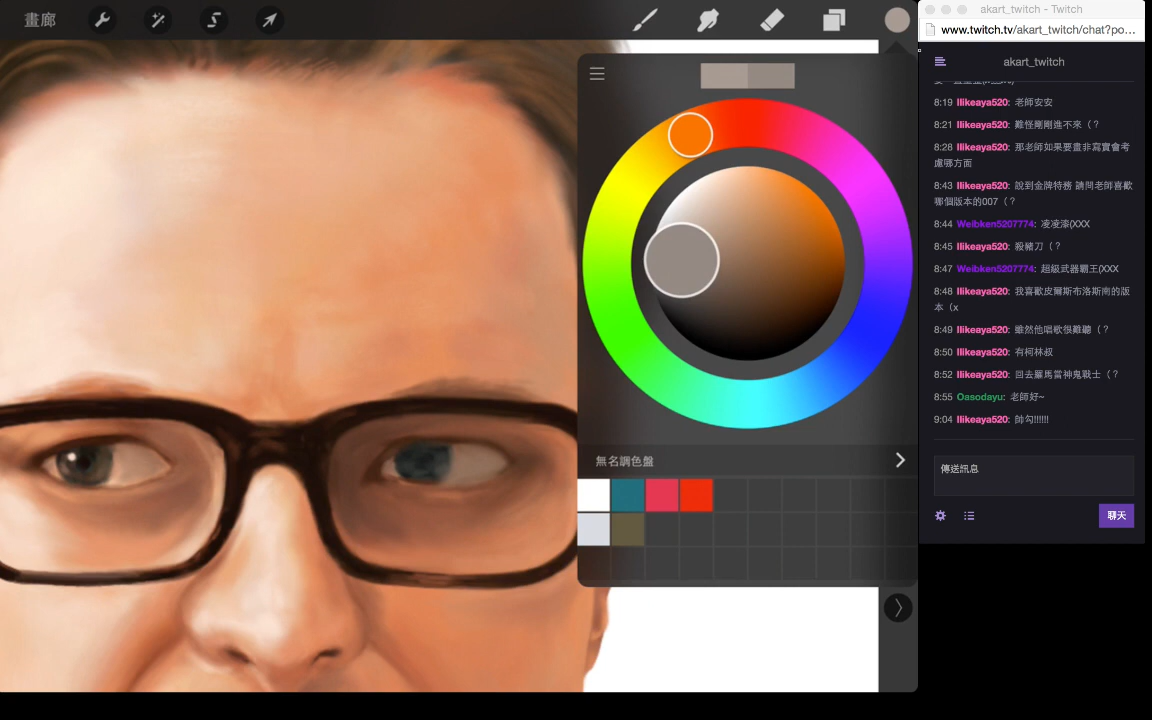 畫廊
akart_twitch - Twitch
www.twitch.tv/akart_twitch/chat?po…
akart_twitch
8:19 llikeaya520: 老師安安
8:21 llikeaya520: 難怪剛剛進不來（？
8:28 llikeaya520: 那老師如果要畫非寫實會考
慮哪方面
8:43 llikeaya520: 說到金牌特務 請問老師喜歡
哪個版本的007（？
8:44 Weibken5207774: 凌凌漆(XXX
8:45 llikeaya520: 殺豬刀（？
8:47 Weibken5207774: 超級武器霸王(XXX
8:48 llikeaya520: 我喜歡皮爾斯布洛斯南的版
本（x
8:49 llikeaya520: 雖然他唱歌很難聽（？
8:50 llikeaya520: 有柯林叔
8:52 llikeaya520: 回去羅馬當神鬼戰士（？
8:55 Oasodayu: 老師好~
9:04 llikeaya520: 帥勾!!!!!!
無名調色盤
傳送訊息
聊天